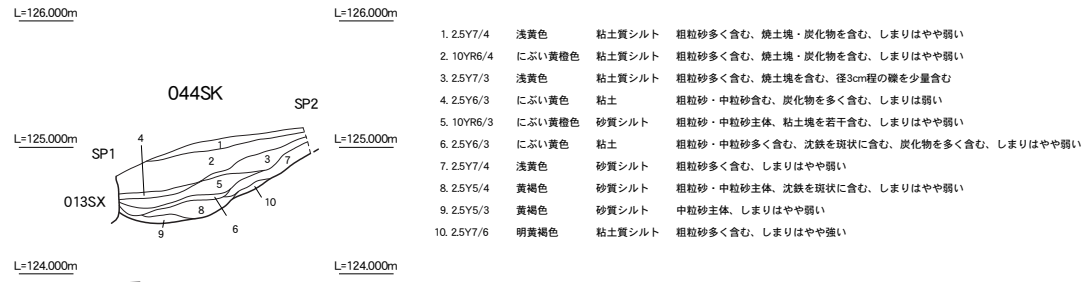 L=126.000m
L=126.000m
044SK
SP2
L=125.000m
L=125.000m
SP1
013SX
4
1
2
3
7
5
10
8
6
9
L=124.000m
L=124.000m
1. 2.5Y7/4 浅黄色 粘土質シルト 粗粒砂多く含む、焼土塊・炭化物を含む、しまりはやや弱い
2. 10YR6/4 にぶい黄橙色 粘土質シルト 粗粒砂多く含む、焼土塊・炭化物を含む、しまりはやや弱い
3. 2.5Y7/3 浅黄色 粘土質シルト 粗粒砂多く含む、焼土塊を含む、径3cm程の礫を少量含む
4. 2.5Y6/3 にぶい黄色 粘土 粗粒砂・中粒砂含む、炭化物を多く含む、しまりは弱い
5. 10YR6/3 にぶい黄橙色 砂質シルト 粗粒砂・中粒砂主体、粘土塊を若干含む、しまりはやや弱い
6. 2.5Y6/3 にぶい黄色 粘土 粗粒砂・中粒砂多く含む、沈鉄を斑状に含む、炭化物を多く含む、しまりはやや弱い
7. 2.5Y7/4 浅黄色 砂質シルト 粗粒砂多く含む、しまりはやや弱い
8. 2.5Y5/4 黄褐色 砂質シルト 粗粒砂・中粒砂主体、沈鉄を斑状に含む、しまりはやや弱い
9. 2.5Y5/3 黄褐色 砂質シルト 中粒砂主体、しまりはやや弱い
10. 2.5Y7/6 明黄褐色 粘土質シルト 粗粒砂多く含む、しまりはやや強い